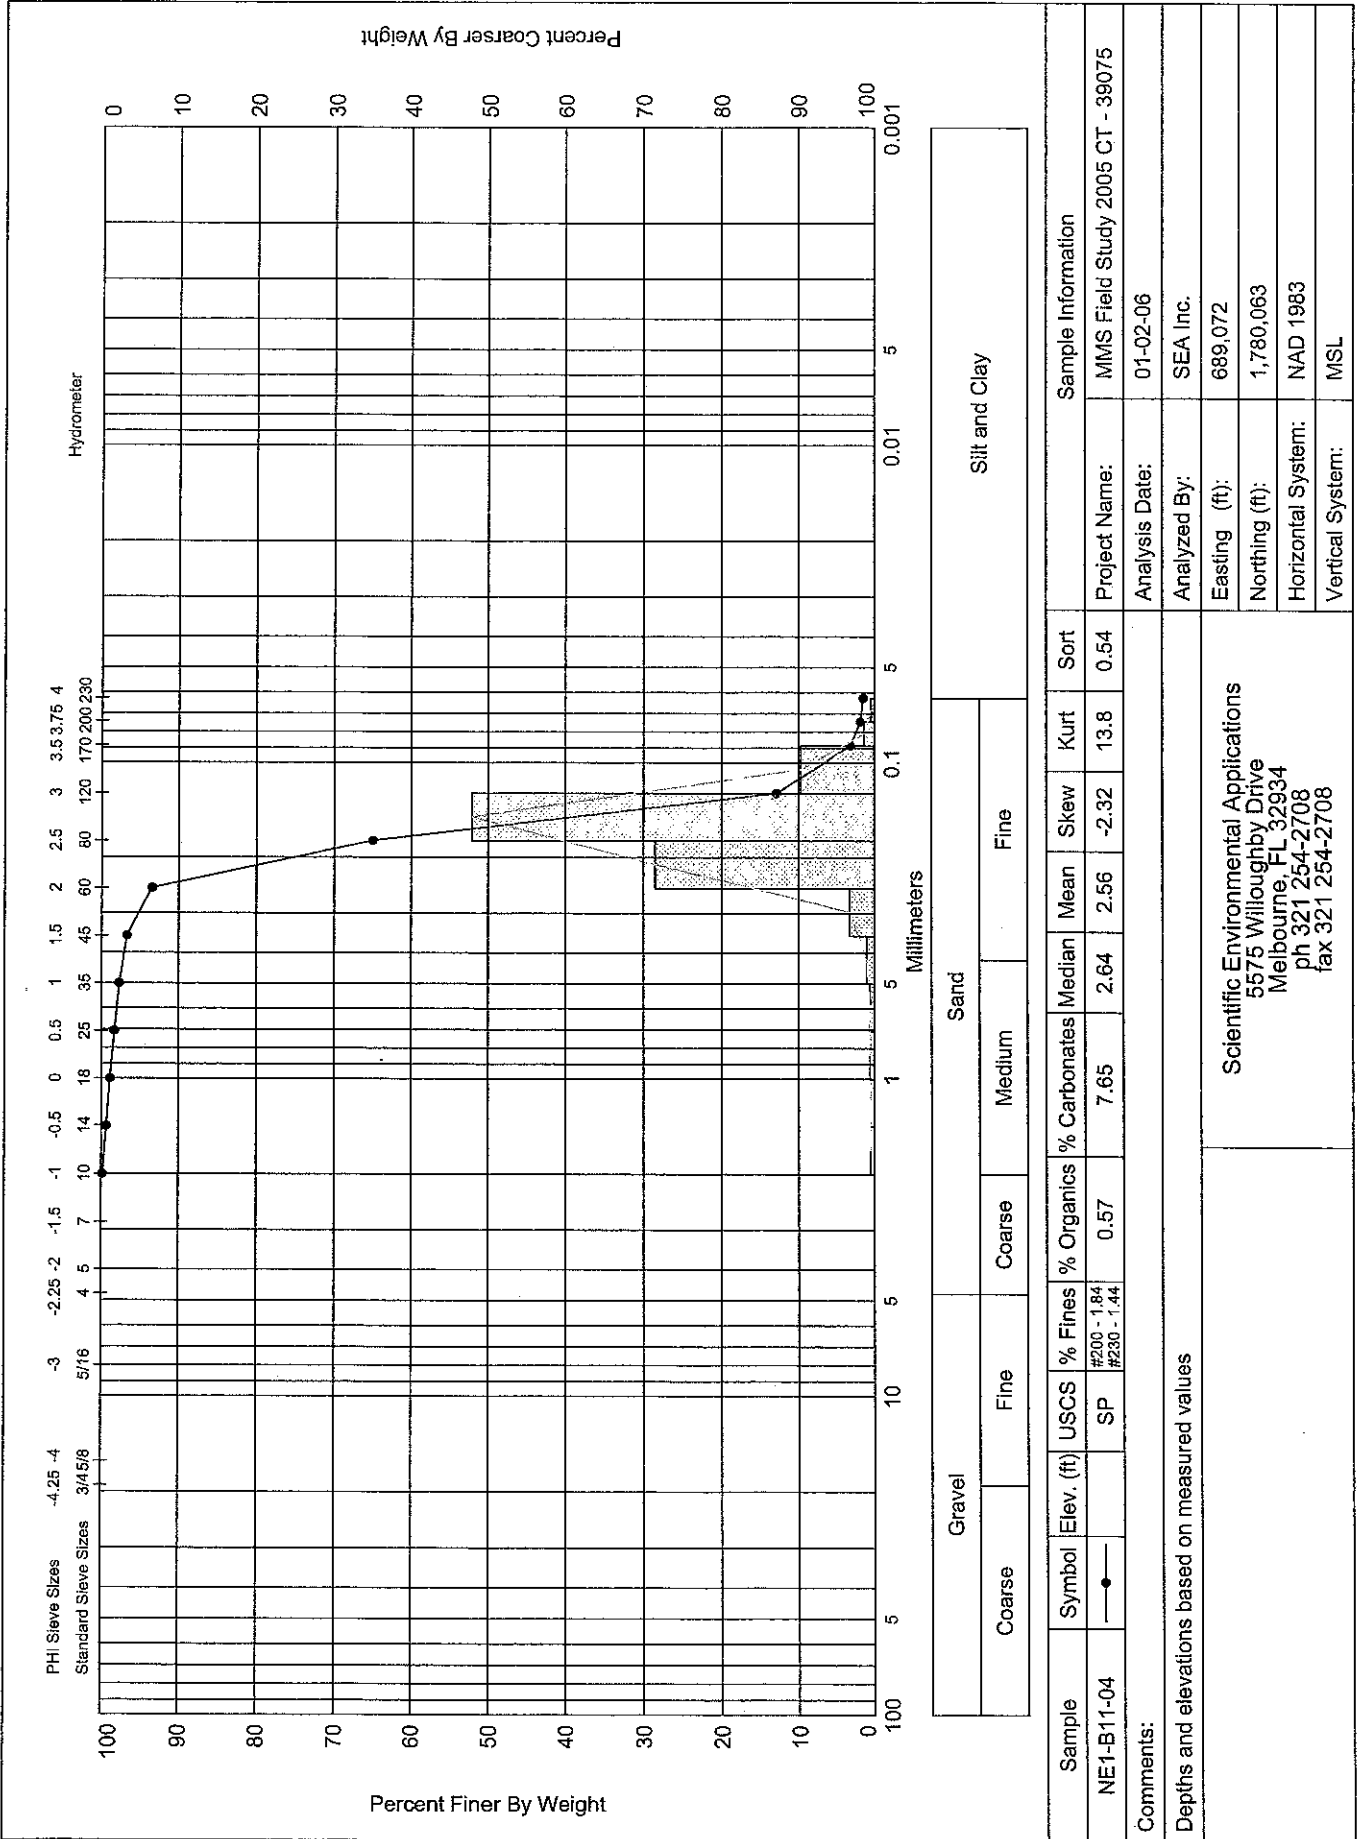 PHI Sieve Sizes -4.25 -4 -3 -2.25 -2 -1.5 -1 -0.5 0 0.5 1 1.5 2 2.5 3 3.5 3.75 4
Standard Sieve Sizes 3/4 5/8 5/16 4 5 7 10 14 18 25 35 45 60 80 120 170 200 230 Hydrometer
100 0
90 10
80 20
70 30
60 40
50 50
40 60
30 70
20 80
10 90
0 100
Percent Finer By Weight
Percent Coarser By Weight
100 5 10 5 1 5 0.1 5 0.01 5 0.001
Millimeters
Gravel Sand Silt and Clay
Coarse Fine Coarse Medium Fine
Sample Symbol Elev. (ft) USCS % Fines % Organics % Carbonates Median Mean Skew Kurt Sort
NE1-B11-04 SP #200 - 1.84 0.57 7.65 2.64 2.56 -2.32 13.8 0.54
#230 - 1.44
Comments:
Depths and elevations based on measured values
Scientific Environmental Applications
5575 Willoughby Drive
Melbourne, FL 32934
ph 321 254-2708
fax 321 254-2708
Sample Information
Project Name: MMS Field Study 2005 CT - 39075
Analysis Date: 01-02-06
Analyzed By: SEA Inc.
Easting (ft): 689,072
Northing (ft): 1,780,063
Horizontal System: NAD 1983
Vertical System: MSL